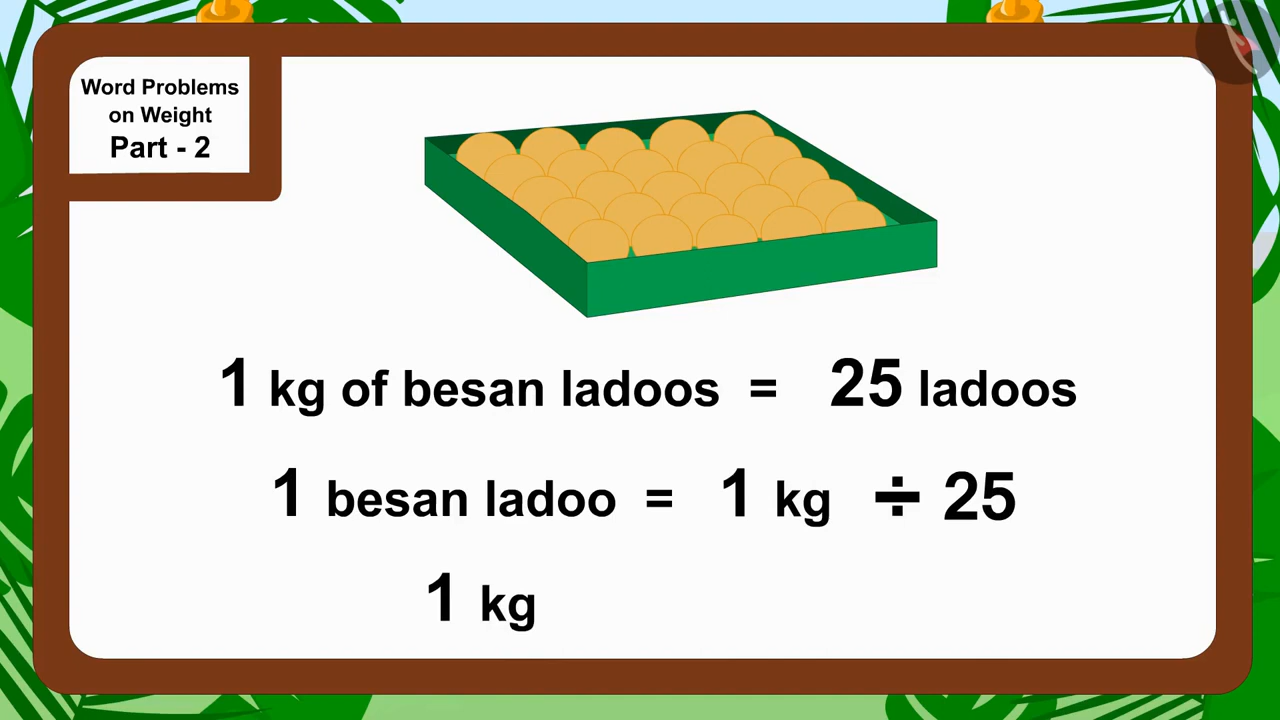 Word Problems
on Weight
Part - 2
1 kg of besan ladoos = 25 ladoos
1 besan ladoo = 1 kg ÷ 25
1 kg